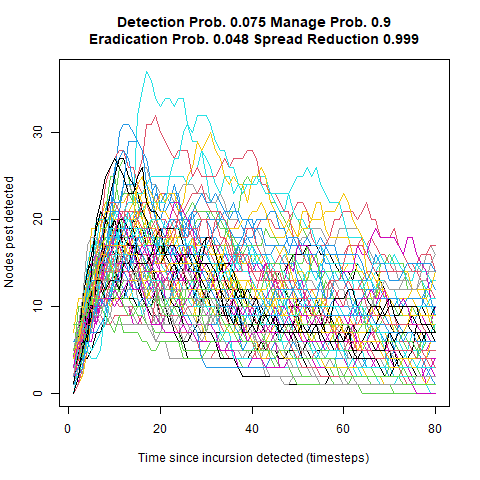 Detection Prob. 0.075 Manage Prob. 0.9
Eradication Prob. 0.048 Spread Reduction 0.999
Nodes pest detected
30
20
10
0
0 20 40 60 80
Time since incursion detected (timesteps)